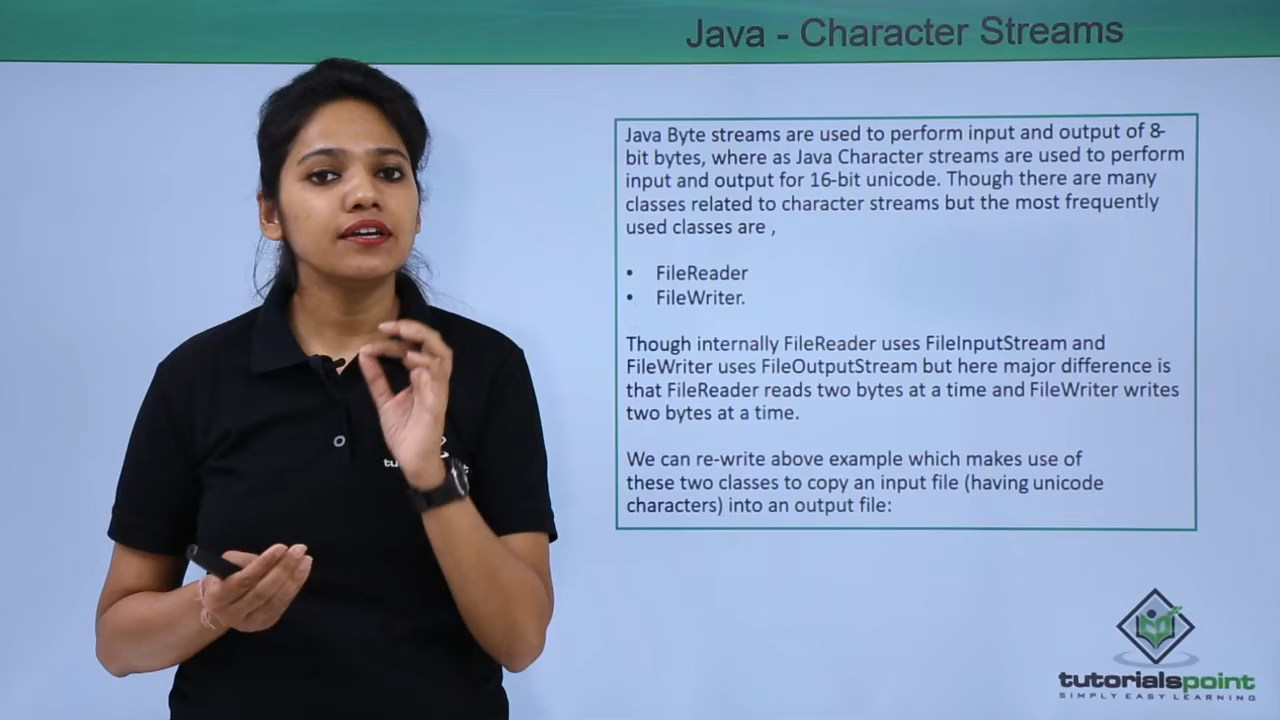 Java - Character Streams
Java Byte streams are used to perform input and output of 8-
bit bytes, where as Java Character streams are used to perform
input and output for 16-bit unicode. Though there are many
classes related to character streams but the most frequently
used classes are ,
• FileReader
• FileWriter.
Though internally FileReader uses FileInputStream and
FileWriter uses FileOutputStream but here major difference is
that FileReader reads two bytes at a time and FileWriter writes
two bytes at a time.
We can re-write above example which makes use of
these two classes to copy an input file (having unicode
characters) into an output file:
tutorialspoint
SIMPLY EASY LEARNING